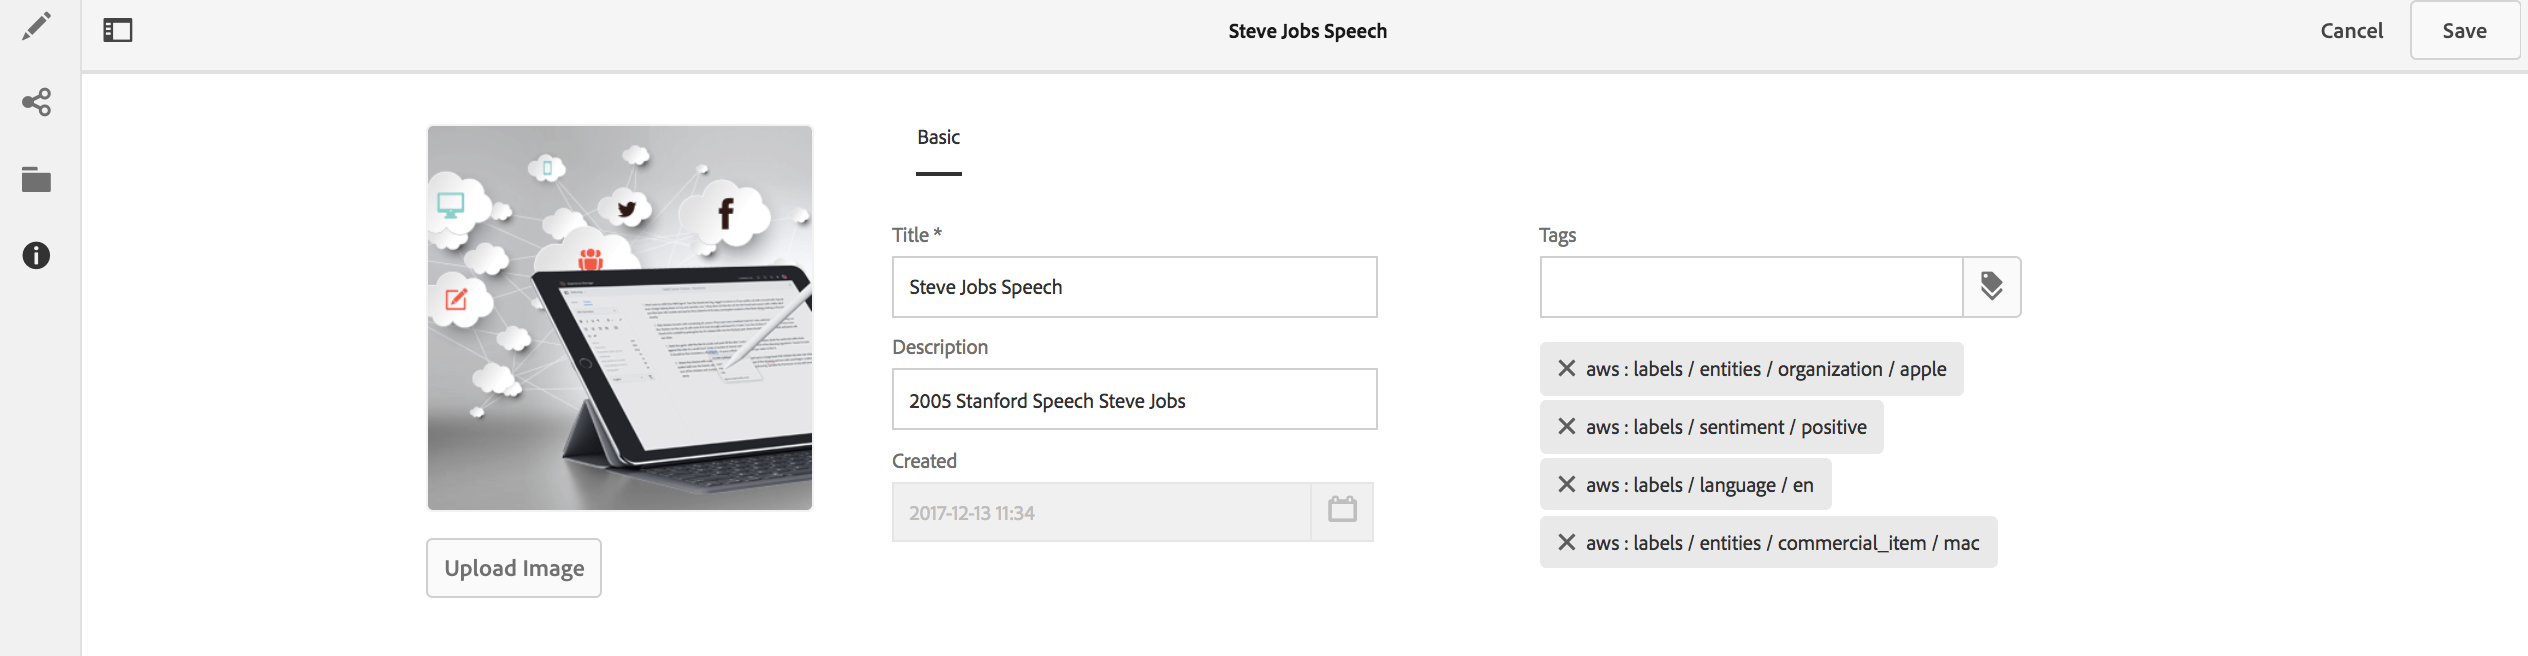 Steve Jobs Speech
Cancel
Save
Basic
Title *
Steve Jobs Speech
Description
2005 Stanford Speech Steve Jobs
Created
2017-12-13 11:34
Upload Image
Tags
aws : labels / entities / organization / apple
aws : labels / sentiment / positive
aws : labels / language / en
aws : labels / entities / commercial_item / mac